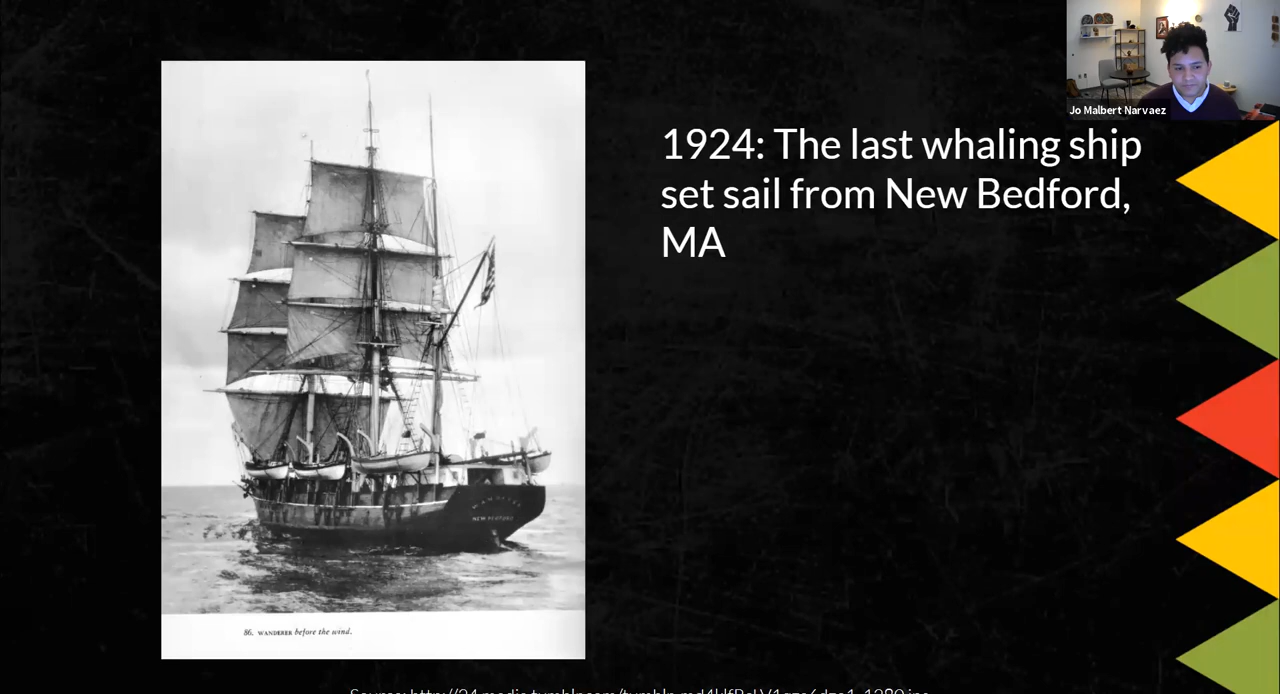 Jo Malbert Narvaez
1924: The last whaling ship
set sail from New Bedford,
MA
WANDERER
NEW BEDFORD
86. WANDERER before the wind.